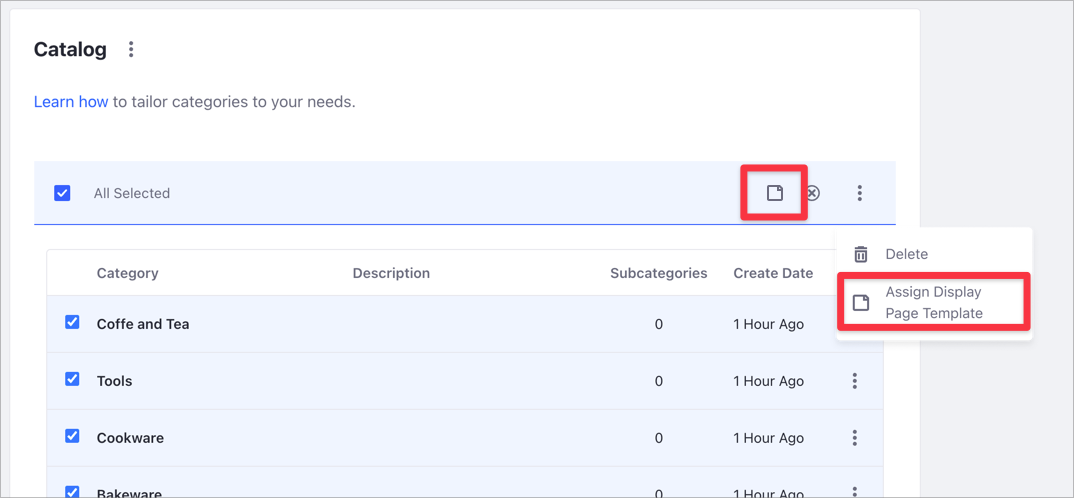 Catalog
Learn how to tailor categories to your needs.
All Selected
Delete
Category Description Subcategories Create Date
Assign Display
Page Template
Coffe and Tea 0 1 Hour Ago
Tools 0 1 Hour Ago
Cookware 0 1 Hour Ago
Bakeware 0 1 Hour Ago